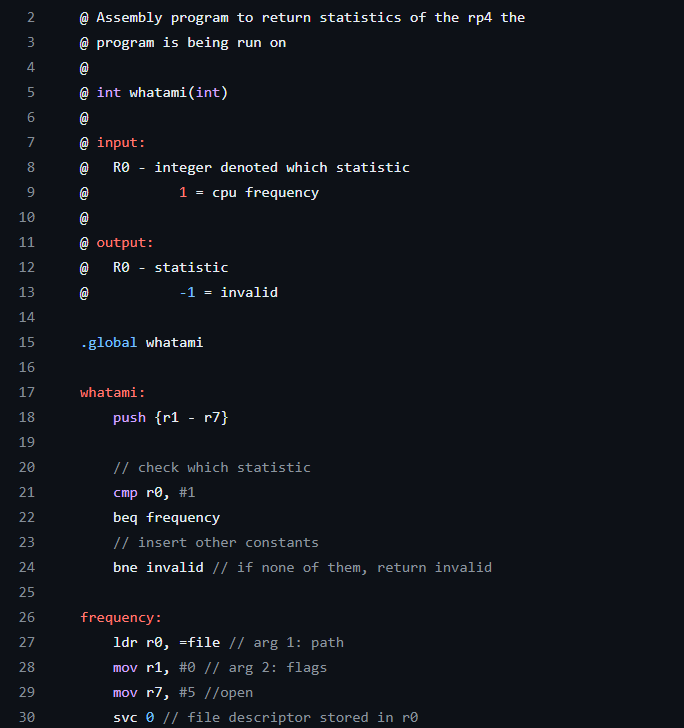 2 @ Assembly program to return statistics of the rp4 the
3 @ program is being run on
4 @
5 @ int whatami(int)
6 @
7 @ input:
8 @   R0 - integer denoted which statistic
9 @           1 = cpu frequency
10 @
11 @ output:
12 @   R0 - statistic
13 @           -1 = invalid
14
15 .global whatami
16
17 whatami:
18     push {r1 - r7}
19
20     // check which statistic
21     cmp r0, #1
22     beq frequency
23     // insert other constants
24     bne invalid // if none of them, return invalid
25
26 frequency:
27     ldr r0, =file // arg 1: path
28     mov r1, #0 // arg 2: flags
29     mov r7, #5 //open
30     svc 0 // file descriptor stored in r0